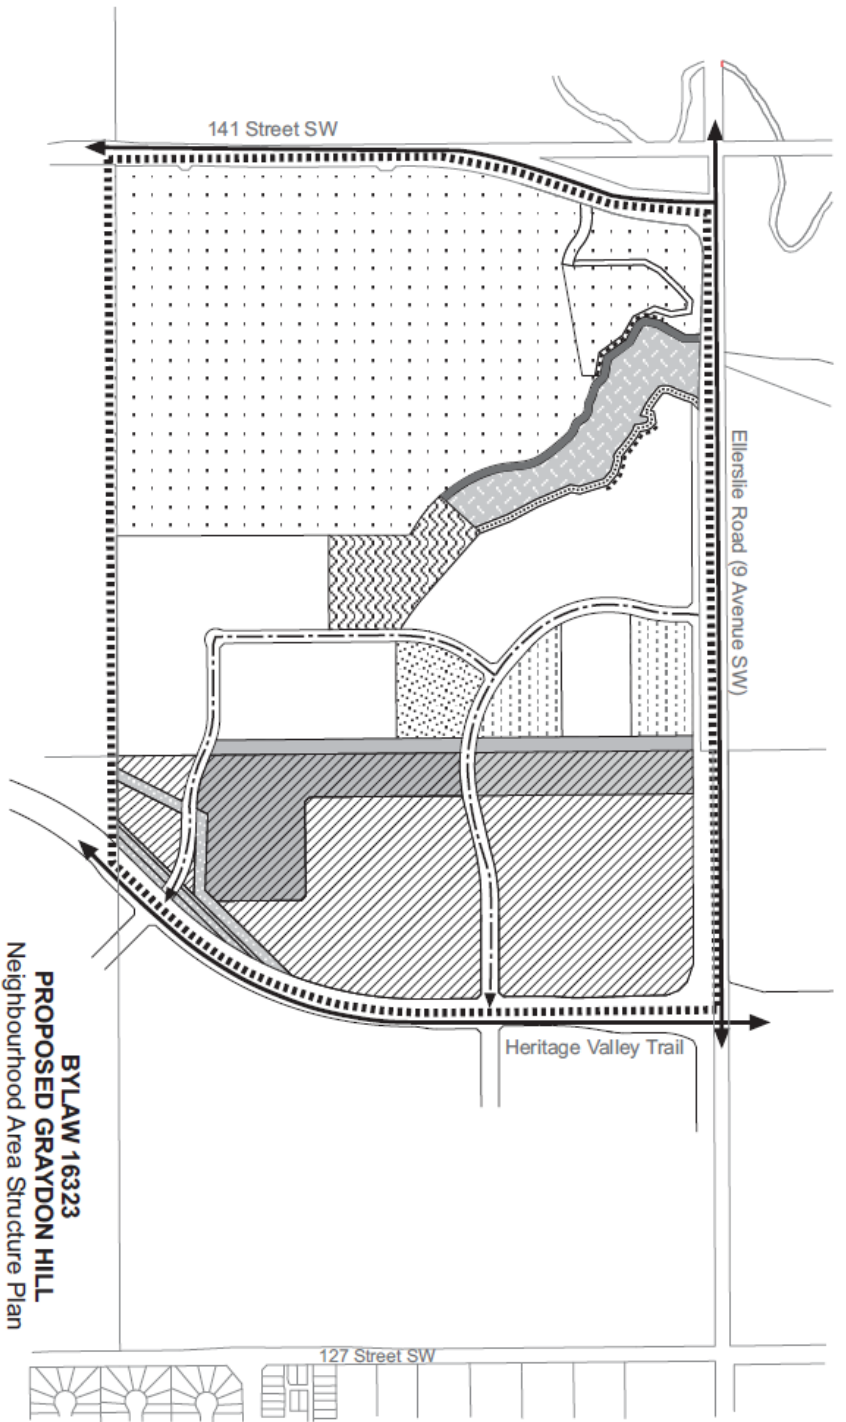 141 Street SW
Ellerslie Road (9 Avenue SW)
Heritage Valley Trail
BYLAW 16323
PROPOSED GRAYDON HILL
Neighbourhood Area Structure Plan
127 Street SW